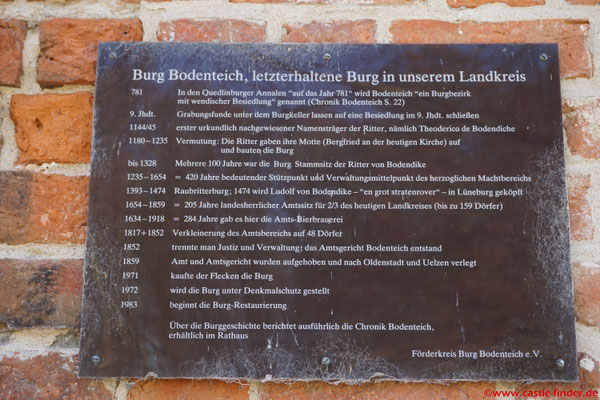 Burg Bodenteich, letzterhaltene Burg in unserem Landkreis
781 In den Quedlinburger Annalen "auf das Jahr 781" wird Bodenteich "ein Burgbezirk
mit wendischer Besiedlung" genannt (Chronik Bodenteich S. 22)
9. Jhdt. Grabungsfunde unter dem Burgkeller lassen auf eine Besiedlung im 9. Jhdt. schließen
1144/45 erster urkundlich nachgewiesener Namensträger der Ritter, nämlich Theoderico de Bodendiche
1180–1235 Vermutung: Die Ritter gaben ihre Motte (Bergfried an der heutigen Kirche) auf
und bauten die Burg
bis 1328 Mehrere 100 Jahre war die Burg Stammsitz der Ritter von Bodendike
1235–1654 = 420 Jahre bedeutender Stützpunkt und Verwaltungsmittelpunkt des herzoglichen Machtbereichs
1393–1474 Raubritterburg; 1474 wird Ludolf von Bodendike – "en grot stratenrover" – in Lüneburg geköpft
1654–1859 = 205 Jahre landesherrlicher Amtssitz für 2/3 des heutigen Landkreises (bis zu 159 Dörfer)
1634–1918 = 284 Jahre gab es hier die Amts-Bierbrauerei
1817+1852 Verkleinerung des Amtsbereichs auf 48 Dörfer
1852 trennte man Justiz und Verwaltung; das Amtsgericht Bodenteich entstand
1859 Amt und Amtsgericht wurden aufgehoben und nach Oldenstadt und Uelzen verlegt
1971 kaufte der Flecken die Burg
1972 wird die Burg unter Denkmalschutz gestellt
1983 beginnt die Burg-Restaurierung
Über die Burggeschichte berichtet ausführlich die Chronik Bodenteich,
erhältlich im Rathaus
Förderkreis Burg Bodenteich e.V.
©www.castle-finder.de